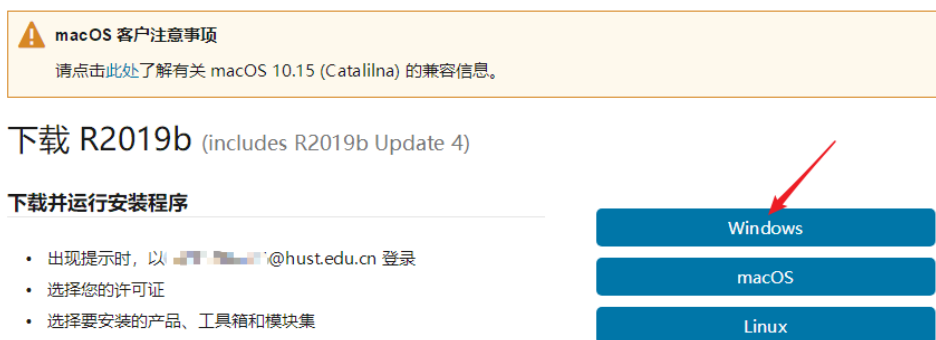 macOS 客户注意事项
请点击此处了解有关 macOS 10.15 (Catalilna) 的兼容信息。
下载 R2019b (includes R2019b Update 4)
下载并运行安装程序
Windows
• 出现提示时，以 @hust.edu.cn 登录
macOS
• 选择您的许可证
• 选择要安装的产品、工具箱和模块集
Linux